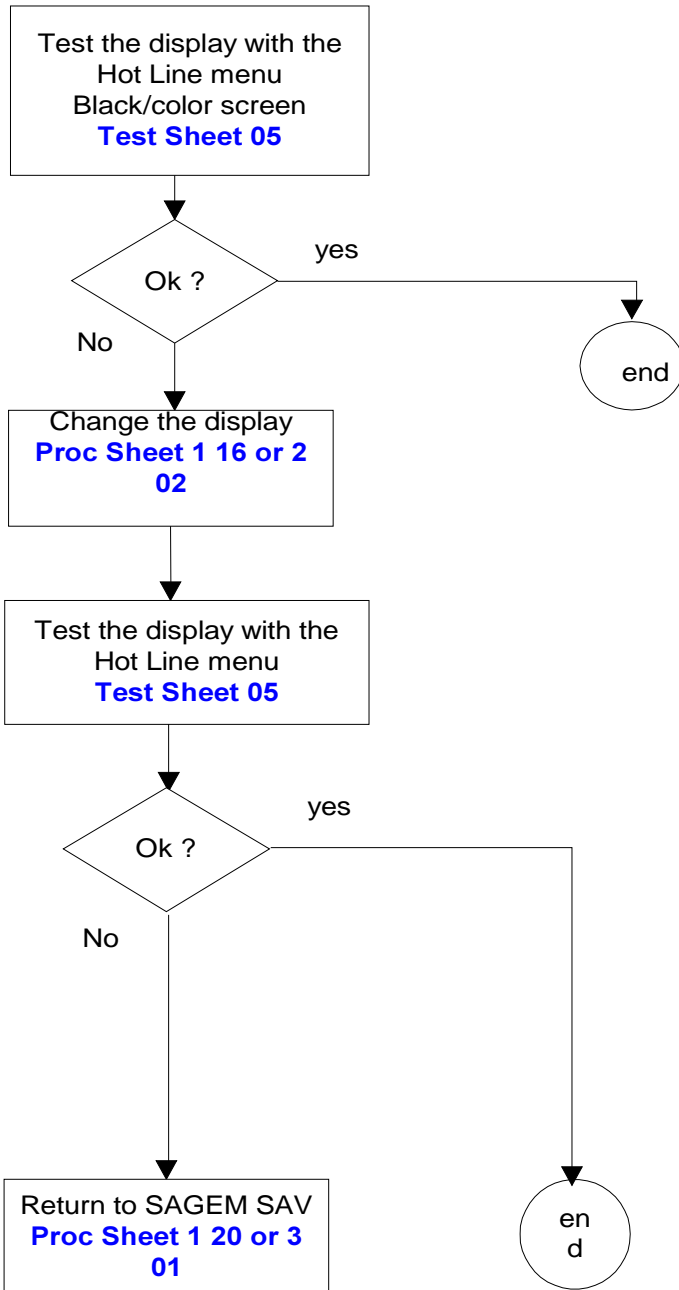 Test the display with the
Hot Line menu
Black/color screen
Test Sheet 05
yes
Ok ?
No
end
Change the display
Proc Sheet 1 16 or 2
02
Test the display with the
Hot Line menu
Test Sheet 05
yes
Ok ?
No
Return to SAGEM SAV
Proc Sheet 1 20 or 3
01
en
d